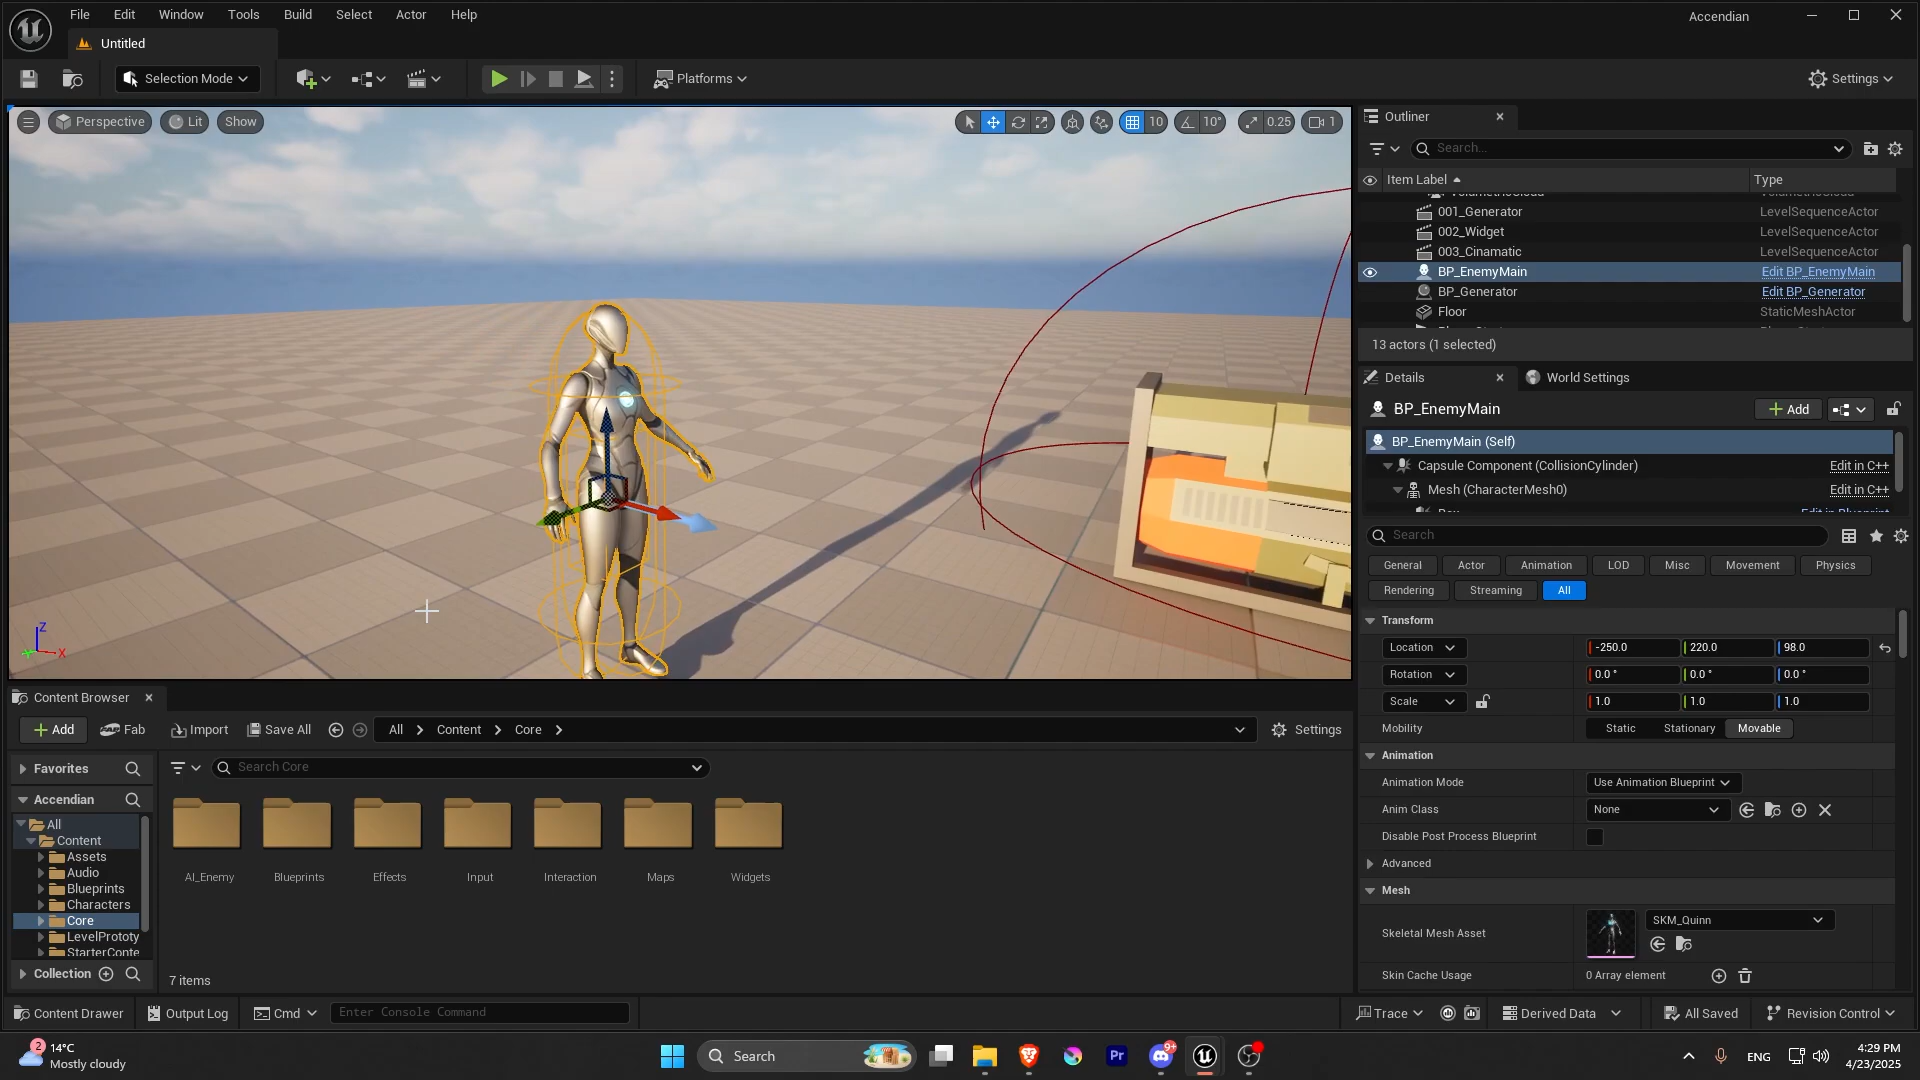 File Edit Window Tools Build Select Actor Help
Accendian
Untitled
Selection Mode
Platforms
Settings
Perspective Lit Show
10 10° 0.25 1
Z
X
Outliner
Search...
Item Label Type
001_Generator LevelSequenceActor
002_Widget LevelSequenceActor
003_Cinamatic LevelSequenceActor
BP_EnemyMain Edit BP_EnemyMain
BP_Generator Edit BP_Generator
Floor StaticMeshActor
13 actors (1 selected)
Details World Settings
BP_EnemyMain
Add
BP_EnemyMain (Self)
Capsule Component (CollisionCylinder) Edit in C++
Mesh (CharacterMesh0) Edit in C++
Search
General Actor Animation LOD Misc Movement Physics
Rendering Streaming All
Transform
Location -250.0 220.0 98.0
Rotation 0.0° 0.0° 0.0°
Scale 1.0 1.0 1.0
Mobility Static Stationary Movable
Animation
Animation Mode Use Animation Blueprint
Anim Class None
Disable Post Process Blueprint
Advanced
Mesh
Skeletal Mesh Asset SKM_Quinn
Skin Cache Usage 0 Array element
Content Browser
Add Fab Import Save All All Content Core Settings
Favorites
Search Core
Accendian
All
Content
Assets
Audio
Blueprints
Characters
Core
LevelPrototy
StarterConte
Collection
AI_Enemy Blueprints Effects Input Interaction Maps Widgets
7 items
Content Drawer Output Log Cmd Enter Console Command
Trace Derived Data All Saved Revision Control
2
14°C
Mostly cloudy
Search
Pr
9+
ENG
4:29 PM
4/23/2025